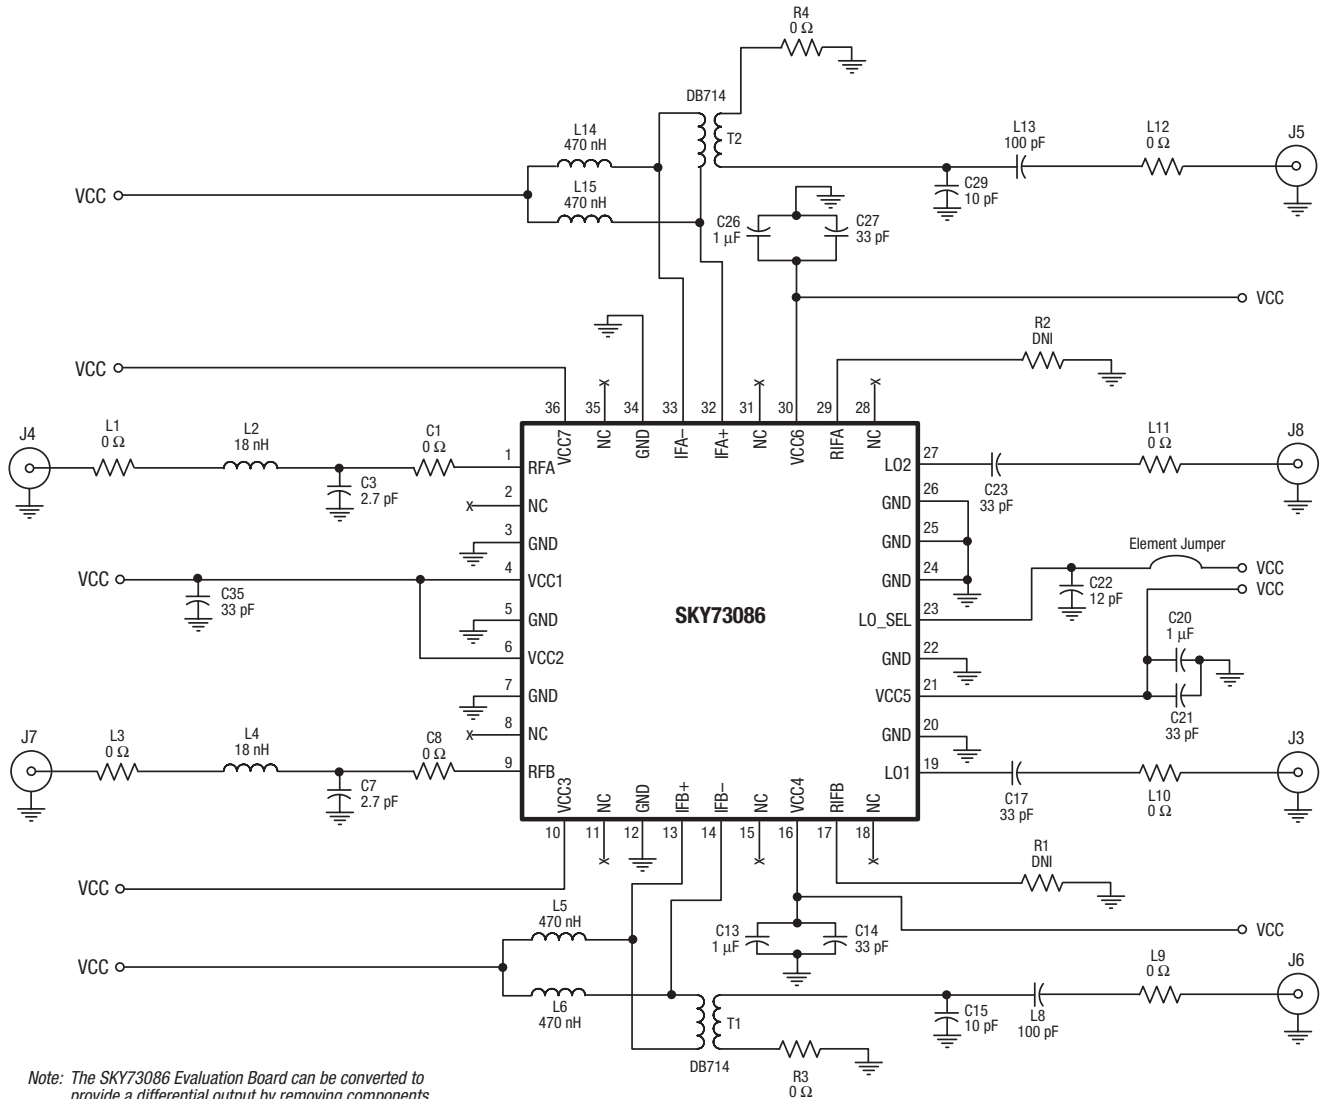 R4
0 Ω
DB714
T2
L14
470 nH
L15
470 nH
L13
100 pF
L12
0 Ω
J5
VCC
C29
10 pF
C26
1 μF
C27
33 pF
VCC
R2
DNI
VCC
36
35
34
33
32
31
30
29
28
VCC7
NC
GND
IFA–
IFA+
NC
VCC6
RIFA
NC
J4
L1
0 Ω
L2
18 nH
C3
2.7 pF
C1
0 Ω
1
RFA
2
NC
3
GND
VCC
C35
33 pF
4
VCC1
5
GND
6
VCC2
7
GND
8
NC
J7
L3
0 Ω
L4
18 nH
C7
2.7 pF
C8
0 Ω
9
RFB
SKY73086
LO2
27
C23
33 pF
L11
0 Ω
J8
GND
26
GND
25
GND
24
Element Jumper
VCC
VCC
C22
12 pF
LO_SEL
23
GND
22
C20
1 μF
VCC5
21
C21
33 pF
GND
20
LO1
19
C17
33 pF
L10
0 Ω
J3
VCC3
NC
GND
IFB+
IFB–
NC
VCC4
RIFB
NC
10
11
12
13
14
15
16
17
18
R1
DNI
VCC
L5
470 nH
C13
1 μF
C14
33 pF
VCC
VCC
L6
470 nH
T1
DB714
C15
10 pF
L8
100 pF
L9
0 Ω
J6
R3
0 Ω
Note: The SKY73086 Evaluation Board can be converted to
provide a differential output by removing components